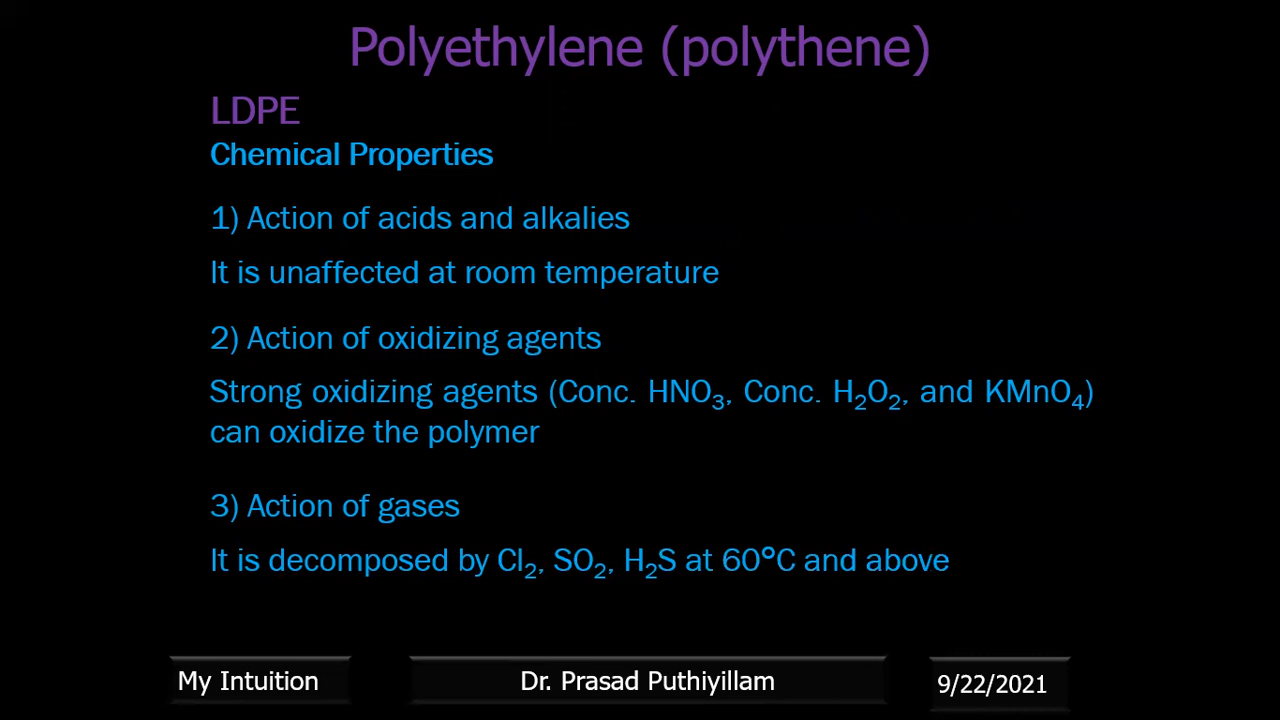 Polyethylene (polythene)
LDPE
Chemical Properties
1) Action of acids and alkalies
It is unaffected at room temperature
2) Action of oxidizing agents
Strong oxidizing agents (Conc. HNO₃, Conc. H₂O₂, and KMnO₄)
can oxidize the polymer
3) Action of gases
It is decomposed by Cl₂, SO₂, H₂S at 60°C and above
My Intuition
Dr. Prasad Puthiyillam
9/22/2021